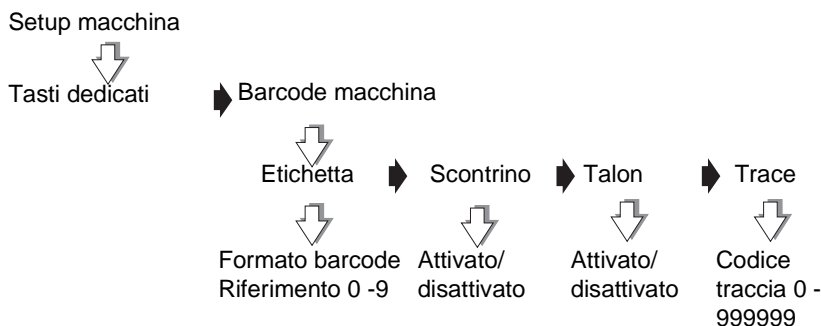 Setup macchina
Tasti dedicati
Barcode macchina
Etichetta
Scontrino
Talon
Trace
Formato barcode
Riferimento 0 -9
Attivato/
disattivato
Attivato/
disattivato
Codice
traccia 0 -
999999